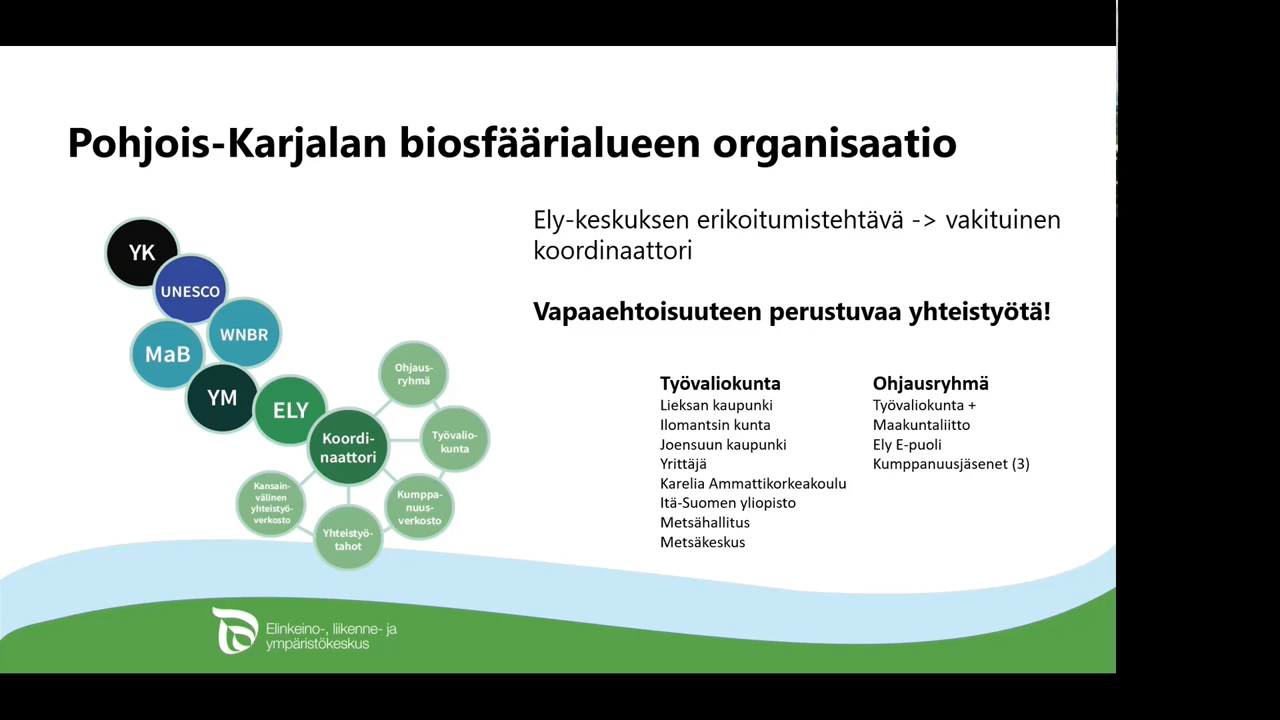 Pohjois-Karjalan biosfäärialueen organisaatio
Ely-keskuksen erikoitumistehtävä -> vakituinen
koordinaattori
Vapaaehtoisuuteen perustuvaa yhteistyötä!
YK
UNESCO
WNBR
MaB
YM
ELY
Koordi-
naattori
Ohjaus-
ryhmä
Työvalio-
kunta
Kumppa-
nuus-
verkosto
Yhteistyö-
tahot
Kansain-
välinen
yhteistyö-
verkosto
Työvaliokunta
Lieksan kaupunki
Ilomantsin kunta
Joensuun kaupunki
Yrittäjä
Karelia Ammattikorkeakoulu
Itä-Suomen yliopisto
Metsähallitus
Metsäkeskus
Ohjausryhmä
Työvaliokunta +
Maakuntaliitto
Ely E-puoli
Kumppanuusjäsenet (3)
Elinkeino-, liikenne- ja
ympäristökeskus